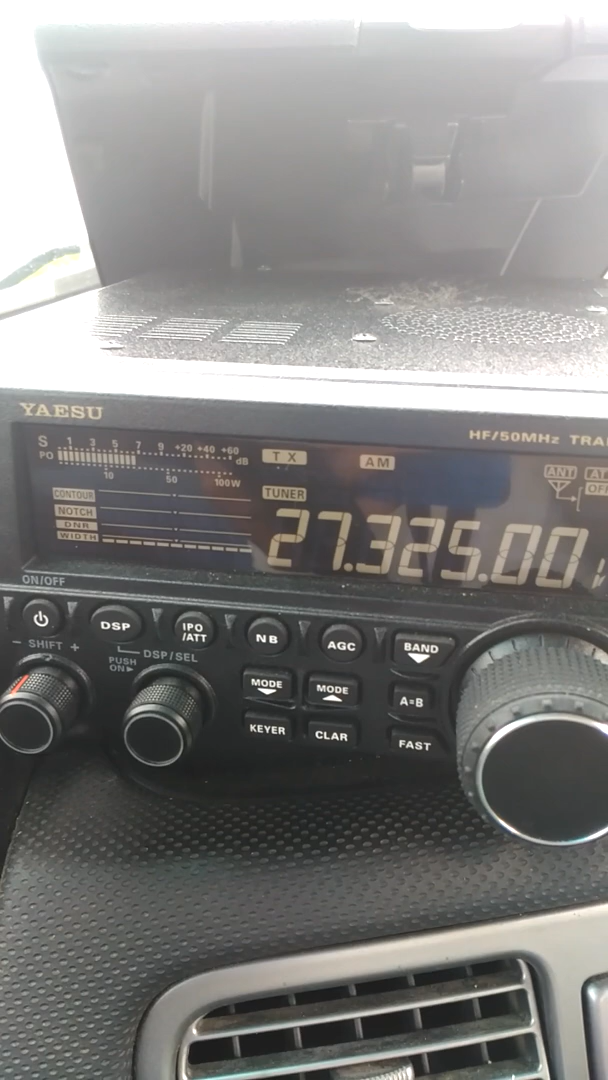 YAESU
HF/50MHz TRA
S 1 3 5 7 9 +20 +40 +60 dB
PO 10 50 100W
TX
AM
ANT
TUNER
CONTOUR
NOTCH
DNR
WIDTH
27.325.00
ON/OFF
DSP
IPO
/ATT
NB
AGC
BAND
- SHIFT +
PUSH
ON
DSP/SEL
MODE
MODE
A=B
KEYER
CLAR
FAST